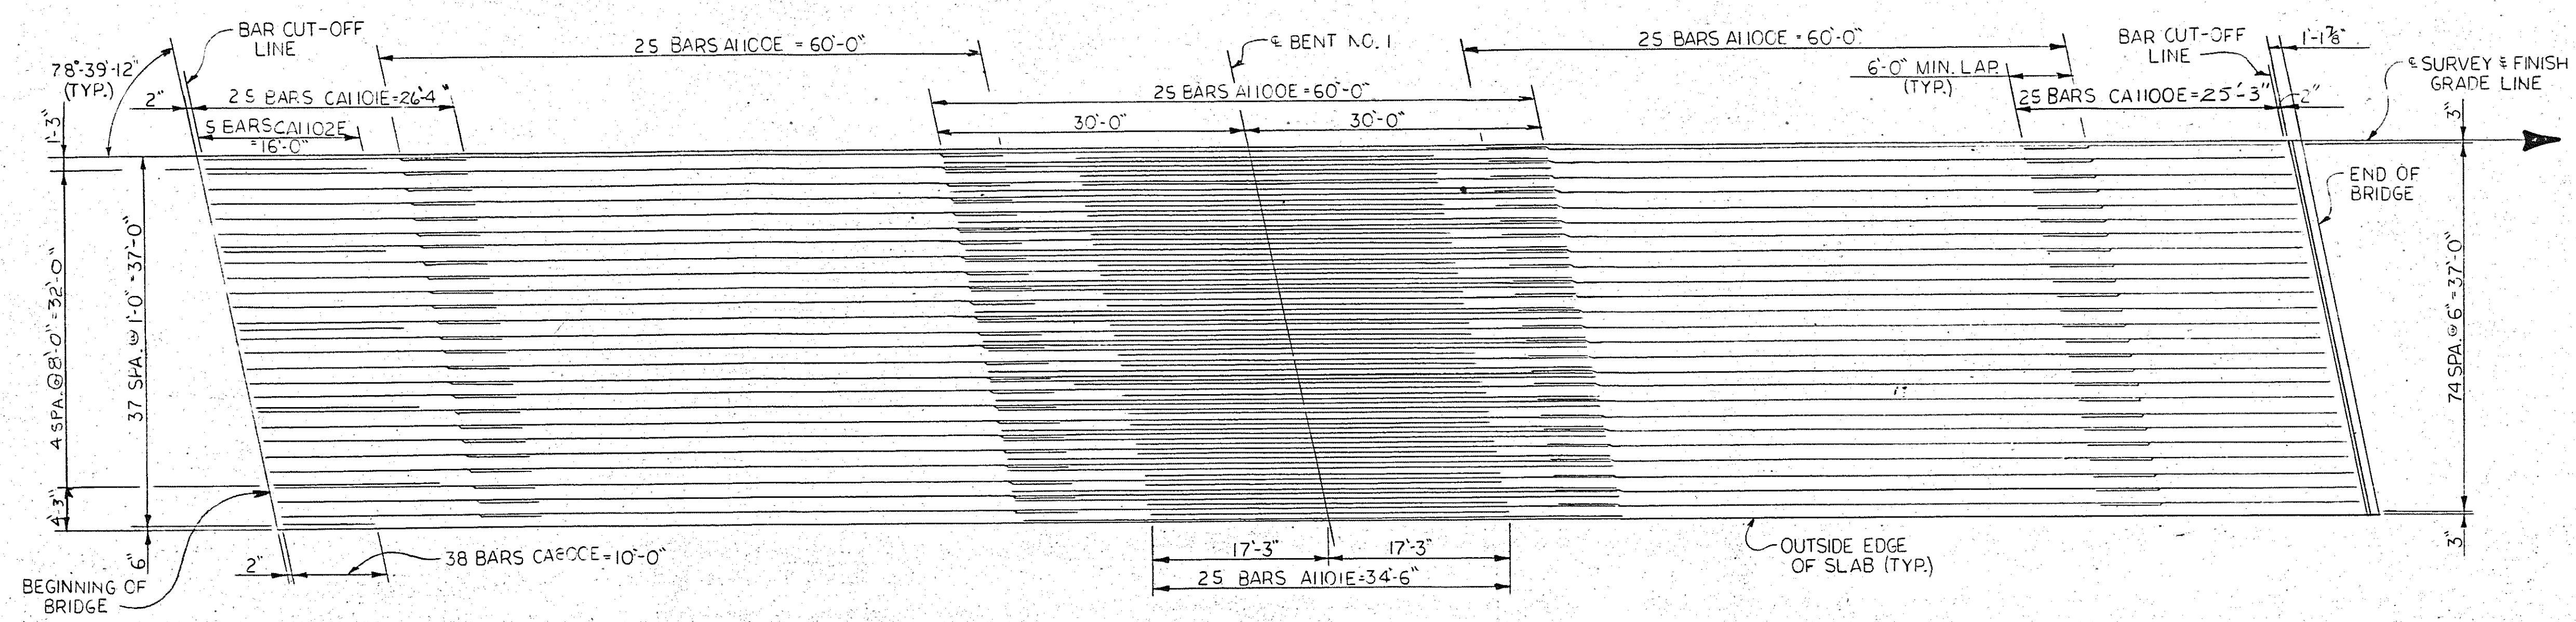 BAR CUT-OFF
LINE
78°-39'-12"
(TYP.)
2"
25 BARS A1100E = 60'-0"
25 BARS CA1101E=26'-4"
5 BARS CA1102E
=16'-0"
℄ BENT NO. 1
25 BARS A1100E=60'-0"
30'-0"
30'-0"
25 BARS A1100E = 60'-0"
6'-0" MIN. LAP
(TYP.)
BAR CUT-OFF
LINE
1'-1⅞"
25 BARS CA1100E=25'-3"
2"
℄ SURVEY & FINISH
GRADE LINE
3"
END OF
BRIDGE
74 SPA. @ 6"=37'-0"
3"
1'-3"
4 SPA. @ 8'-0"=32'-0"
37 SPA. @ 1'-0"=37'-0"
4'-3"
6"
BEGINNING OF
BRIDGE
2"
38 BARS CA800E=10'-0"
17'-3"
17'-3"
25 BARS A1101E=34'-6"
OUTSIDE EDGE
OF SLAB (TYP.)